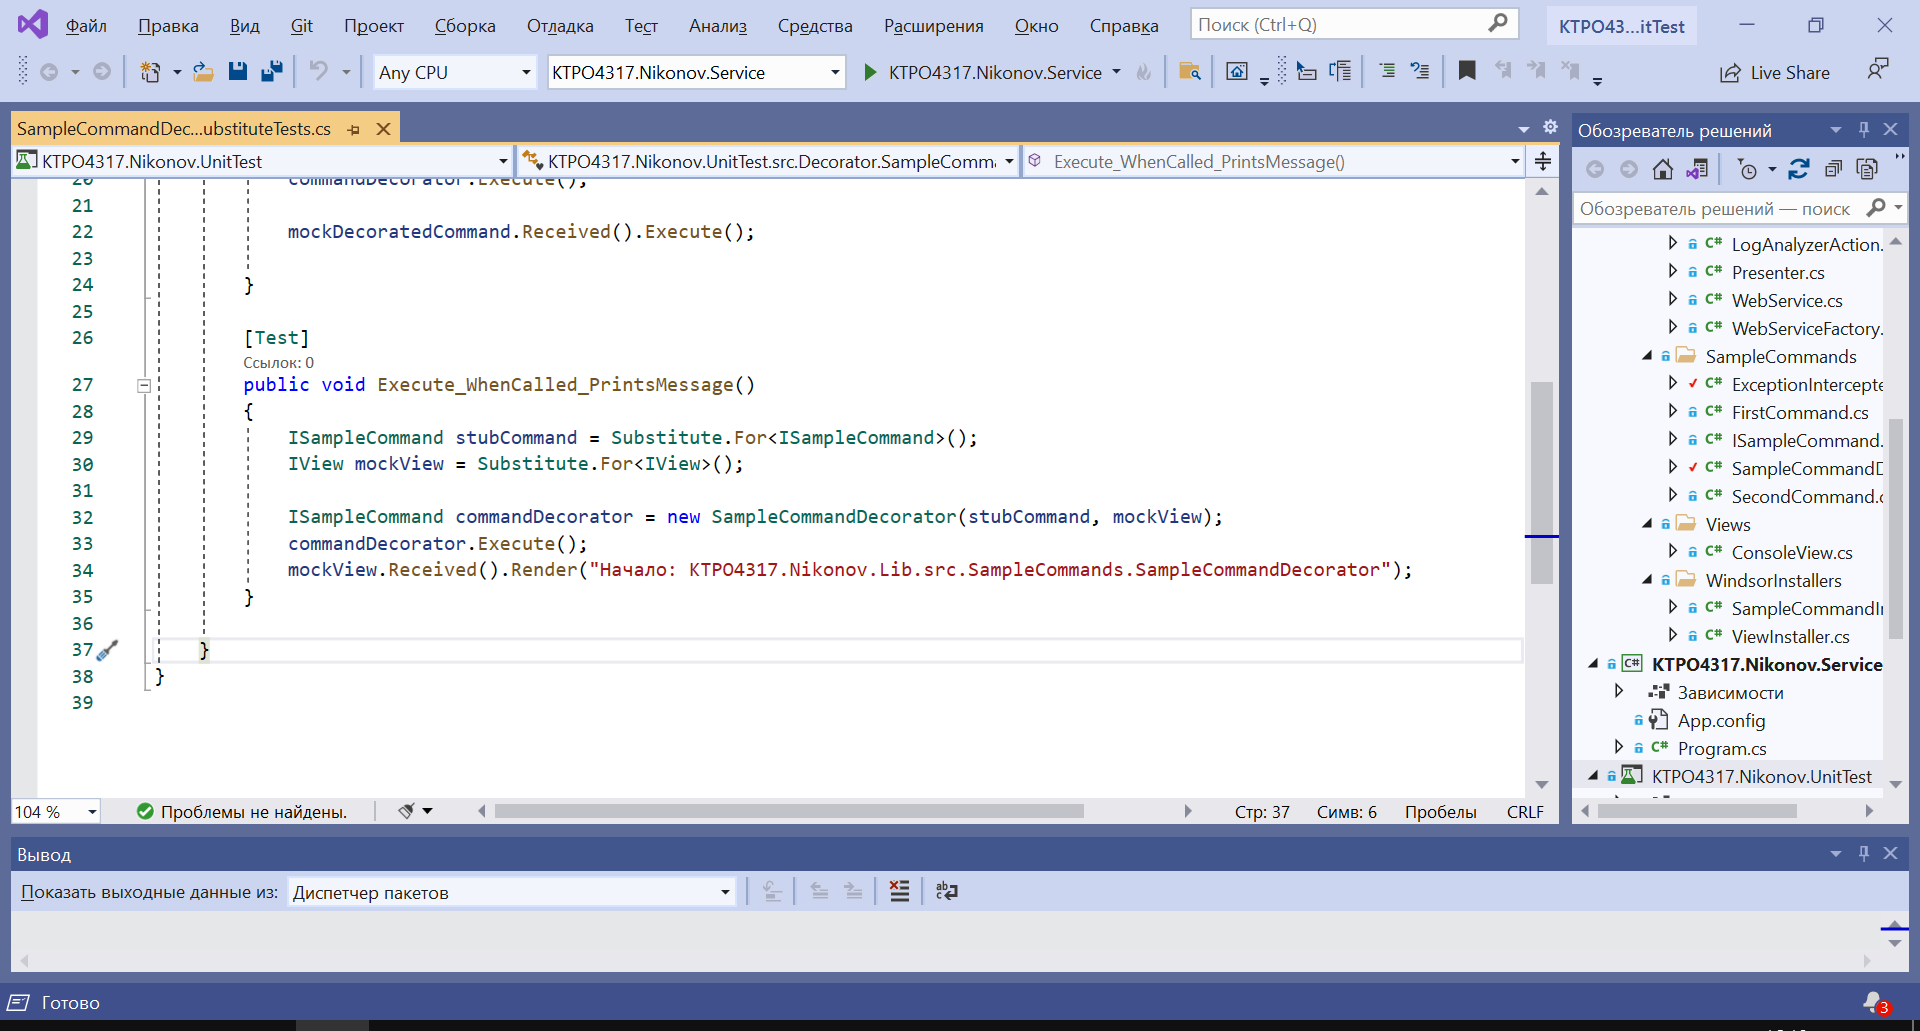 Файл Правка Вид Git Проект Сборка Отладка Тест Анализ Средства Расширения Окно Справка Поиск (Ctrl+Q) КТРО43...itTest
Any CPU KTPO4317.Nikonov.Service KTPO4317.Nikonov.Service Live Share
SampleCommandDec...ubstituteTests.cs
KTPO4317.Nikonov.UnitTest KTPO4317.Nikonov.UnitTest.src.Decorator.SampleComm Execute_WhenCalled_PrintsMessage()
20 commandDecorator.Execute();
21
22 mockDecoratedCommand.Received().Execute();
23
24 }
25
26 [Test]
Ссылок: 0
27 public void Execute_WhenCalled_PrintsMessage()
28 {
29 ISampleCommand stubCommand = Substitute.For<ISampleCommand>();
30 IView mockView = Substitute.For<IView>();
31
32 ISampleCommand commandDecorator = new SampleCommandDecorator(stubCommand, mockView);
33 commandDecorator.Execute();
34 mockView.Received().Render("Начало: KTPO4317.Nikonov.Lib.src.SampleCommands.SampleCommandDecorator");
35 }
36
37 }
38 }
39
104 % Проблемы не найдены. Стр: 37 Симв: 6 Пробелы CRLF
Обозреватель решений
Обозреватель решений — поиск
C# LogAnalyzerAction.
C# Presenter.cs
C# WebService.cs
C# WebServiceFactory.
SampleCommands
C# ExceptionIntercepte
C# FirstCommand.cs
C# ISampleCommand.
C# SampleCommandD
C# SecondCommand.c
Views
C# ConsoleView.cs
WindsorInstallers
C# SampleCommandIn
C# ViewInstaller.cs
C# KTPO4317.Nikonov.Service
Зависимости
App.config
C# Program.cs
KTPO4317.Nikonov.UnitTest
Вывод
Показать выходные данные из: Диспетчер пакетов
Готово
3